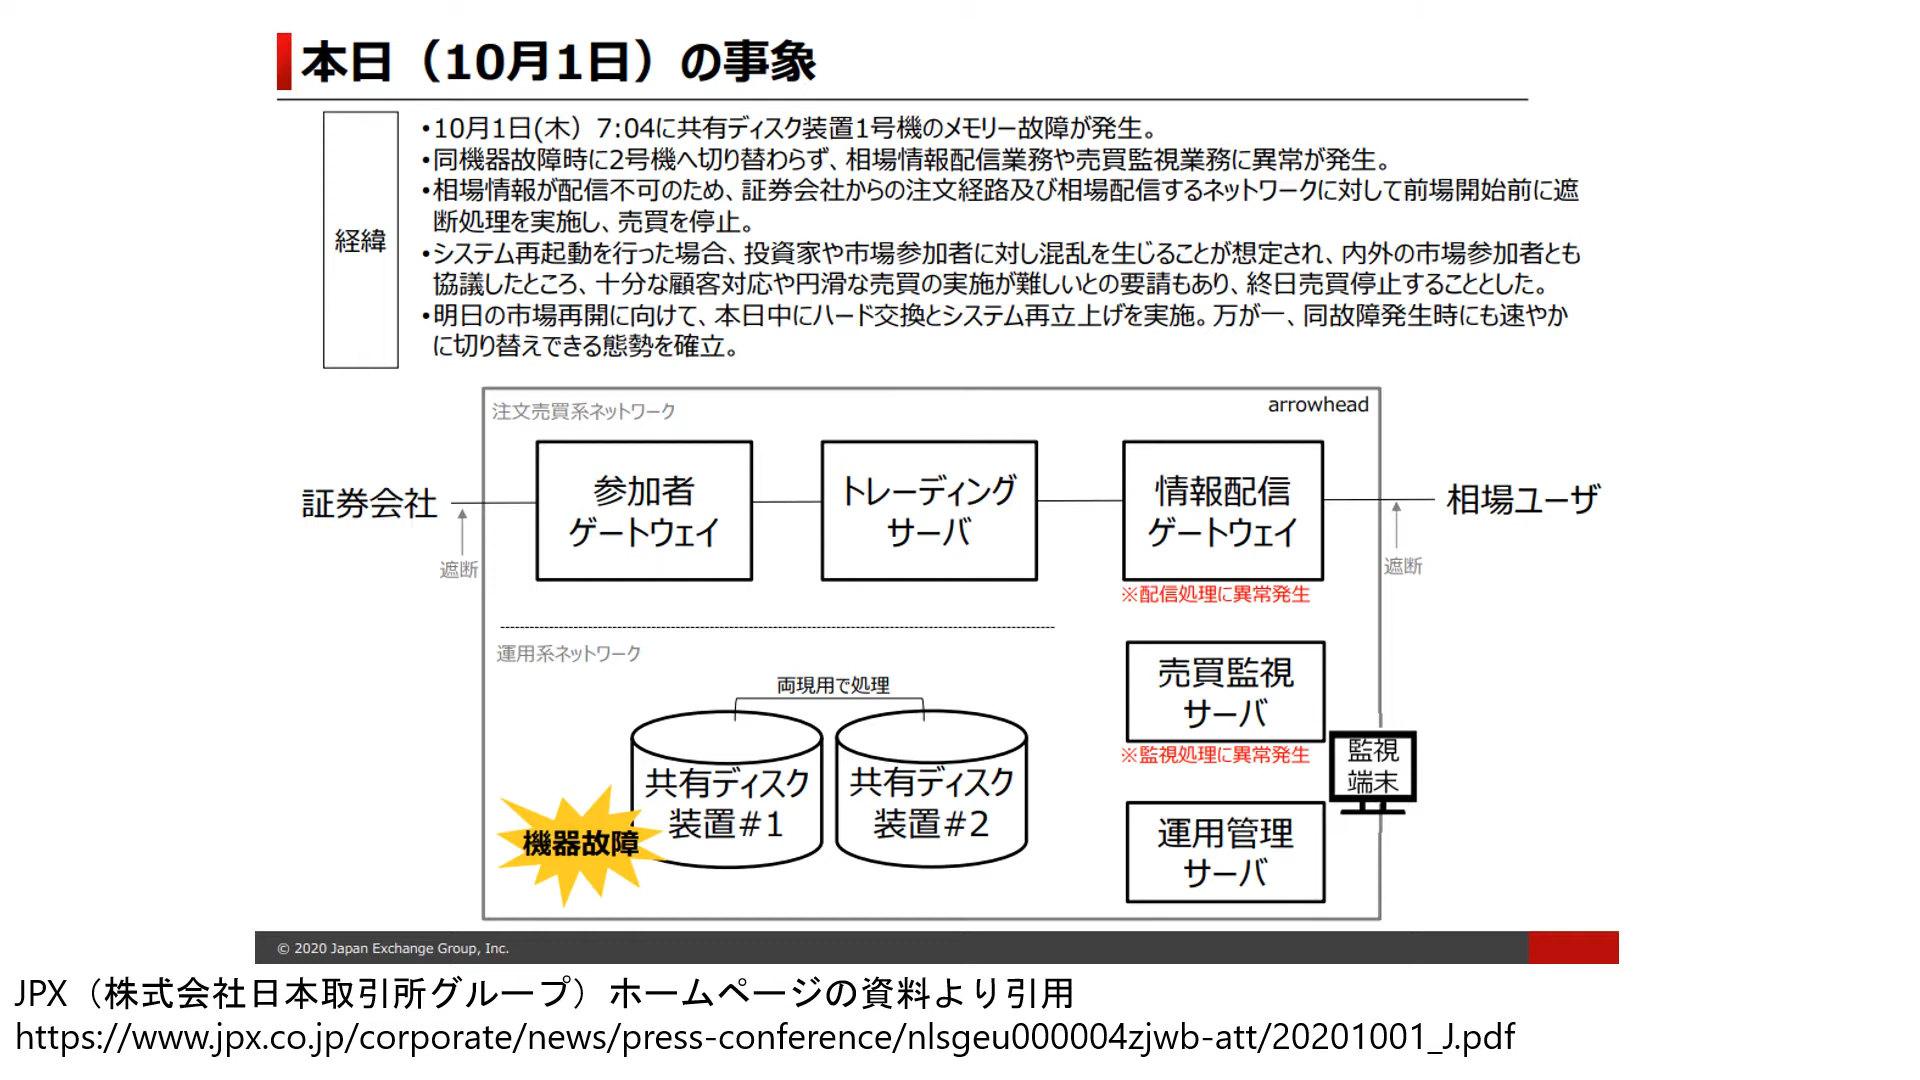 本日（10月1日）の事象
経緯
•10月1日(木）7:04に共有ディスク装置1号機のメモリー故障が発生。
•同機器故障時に2号機へ切り替わらず、相場情報配信業務や売買監視業務に異常が発生。
•相場情報が配信不可のため、証券会社からの注文経路及び相場配信するネットワークに対して前場開始前に遮
断処理を実施し、売買を停止。
•システム再起動を行った場合、投資家や市場参加者に対し混乱を生じることが想定され、内外の市場参加者とも
協議したところ、十分な顧客対応や円滑な売買の実施が難しいとの要請もあり、終日売買停止することとした。
•明日の市場再開に向けて、本日中にハード交換とシステム再立上げを実施。万が一、同故障発生時にも速やか
に切り替えできる態勢を確立。
注文売買系ネットワーク
arrowhead
証券会社
遮断
参加者
ゲートウェイ
トレーディング
サーバ
情報配信
ゲートウェイ
※配信処理に異常発生
相場ユーザ
遮断
運用系ネットワーク
両現用で処理
共有ディスク
装置#1
共有ディスク
装置#2
機器故障
売買監視
サーバ
※監視処理に異常発生
監視
端末
運用管理
サーバ
© 2020 Japan Exchange Group, Inc.
JPX（株式会社日本取引所グループ）ホームページの資料より引用
https://www.jpx.co.jp/corporate/news/press-conference/nlsgeu000004zjwb-att/20201001_J.pdf